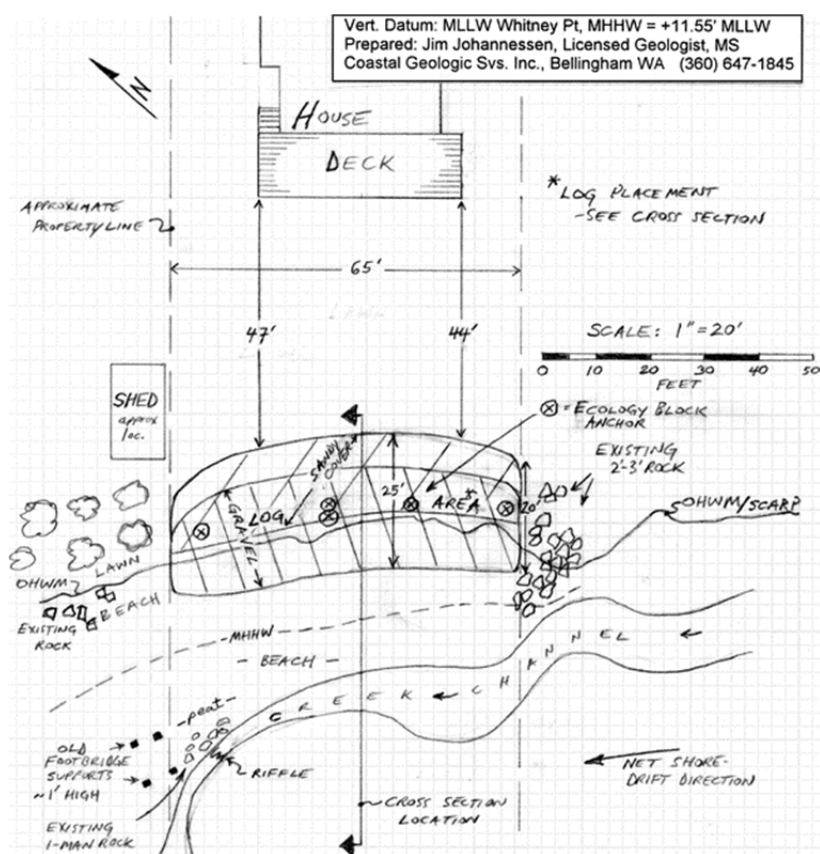 Vert. Datum: MLLW Whitney Pt, MHHW = +11.55' MLLW
Prepared: Jim Johannessen, Licensed Geologist, MS
Coastal Geologic Svs. Inc., Bellingham WA (360) 647-1845
N
HOUSE
DECK
*LOG PLACEMENT
-SEE CROSS SECTION
APPROXIMATE
PROPERTY LINE
65'
47'
44'
SCALE: 1"=20'
0 10 20 30 40 50
FEET
SHED
approx
loc.
⊗ = ECOLOGY BLOCK
ANCHOR
EXISTING
2'-3' ROCK
SANDY
COVER
25'
LOG
AREA*
20'
GRAVEL
OHWM/SCARP
LAWN
OHWM
BEACH
EXISTING
ROCK
MHHW
-BEACH-
CREEK CHANNEL
-peat-
OLD
FOOTBRIDGE
SUPPORTS
~1' HIGH
RIFFLE
NET SHORE-
DRIFT DIRECTION
CROSS SECTION
LOCATION
EXISTING
1-MAN ROCK